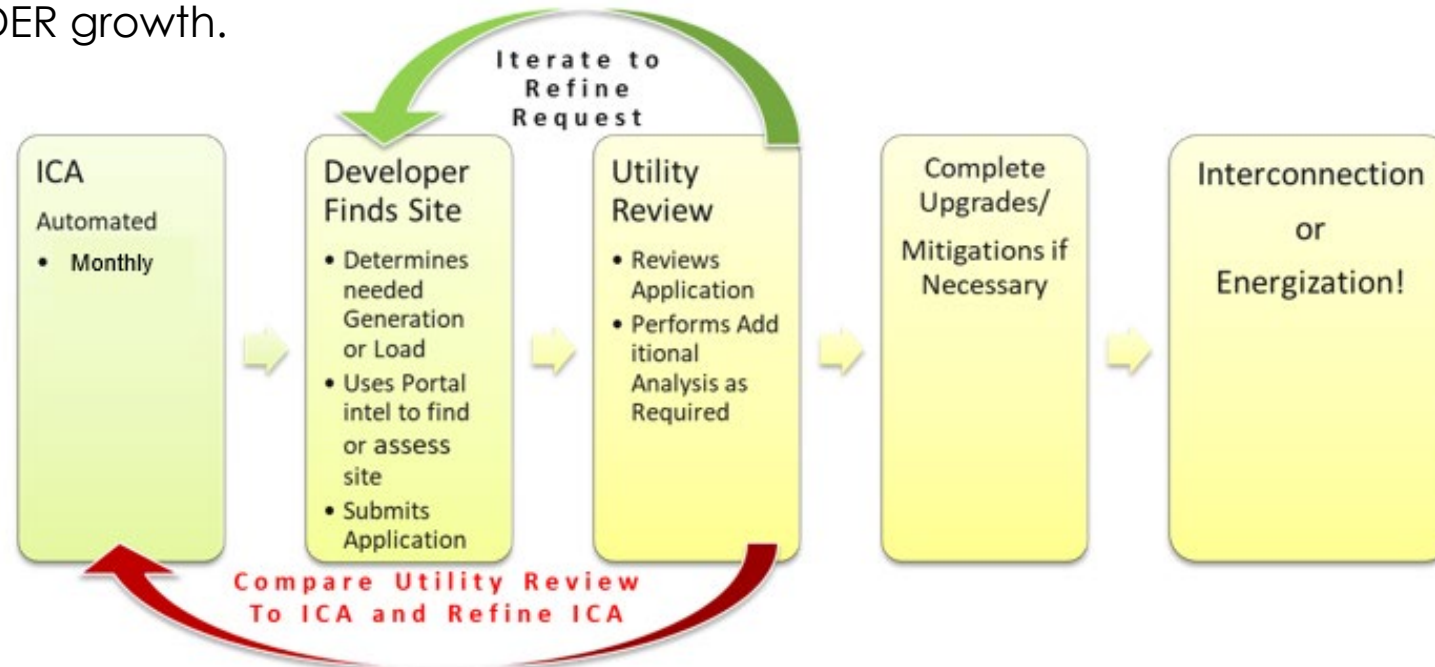 DER growth.
Iterate to
Refine
Request
ICA
Automated
• Monthly
Developer
Finds Site
• Determines
needed
Generation
or Load
• Uses Portal
intel to find
or assess
site
• Submits
Application
Utility
Review
• Reviews
Application
• Performs Add
itional
Analysis as
Required
Complete
Upgrades/
Mitigations if
Necessary
Interconnection
or
Energization!
Compare Utility Review
To ICA and Refine ICA